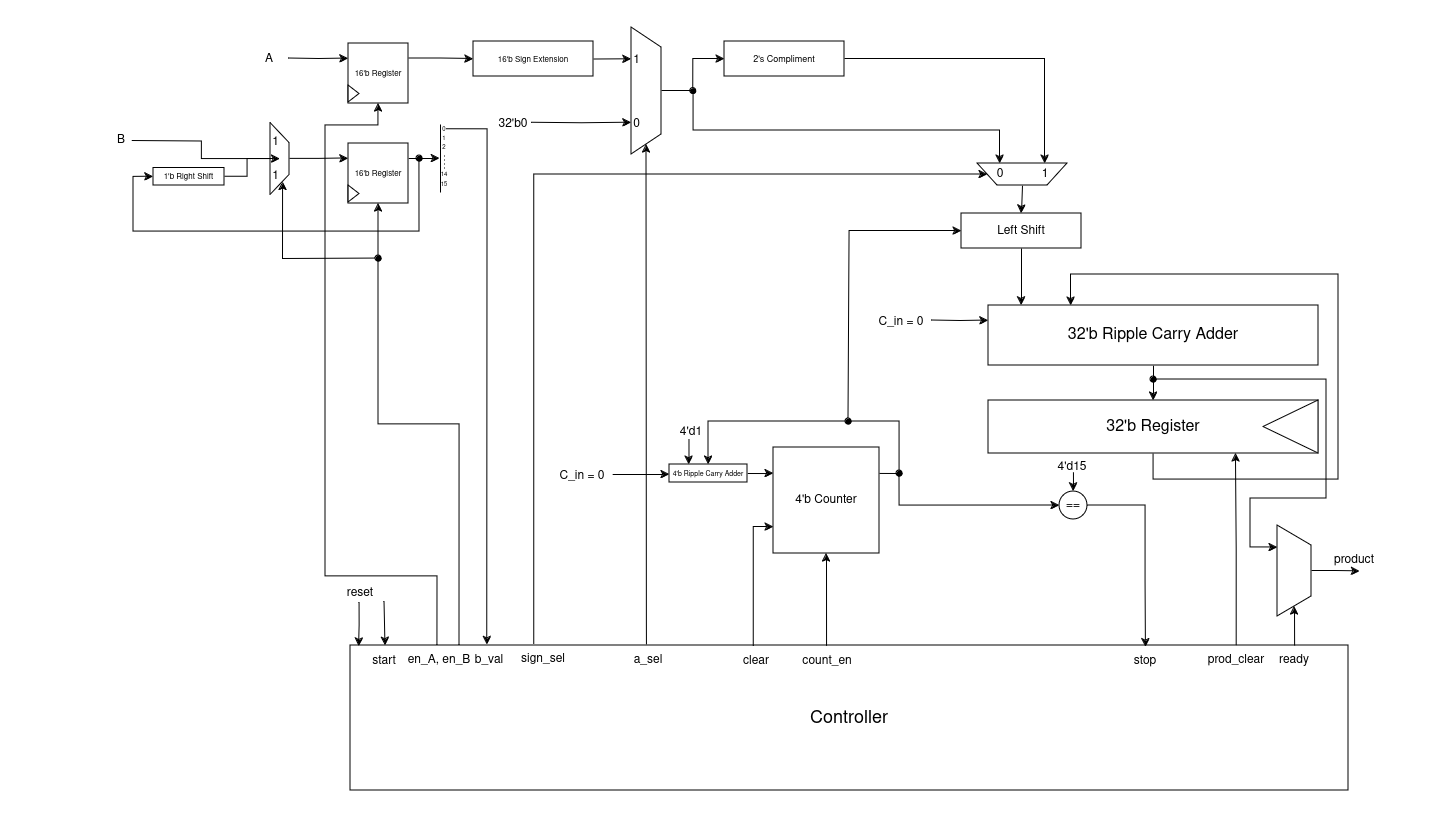 A
16'b Register
16'b Sign Extension
1
2's Compliment
32'b0
0
B
1
1
1'b Right Shift
16'b Register
0
1
2
14
15
0
1
Left Shift
C_in = 0
32'b Ripple Carry Adder
32'b Register
4'd1
C_in = 0
4'b Ripple Carry Adder
4'b Counter
4'd15
==
product
reset
start
en_A, en_B
b_val
sign_sel
a_sel
clear
count_en
stop
prod_clear
ready
Controller